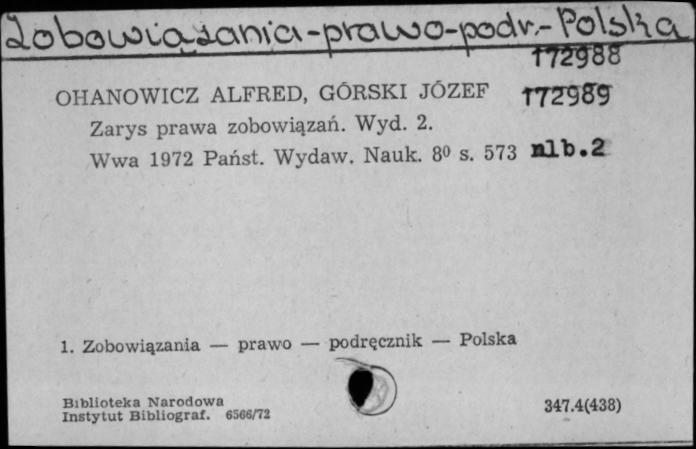 Zobowiązania-prawo-podr.-Polska
172988
OHANOWICZ ALFRED, GÓRSKI JÓZEF 172989
Zarys prawa zobowiązań. Wyd. 2.
Wwa 1972 Państ. Wydaw. Nauk. 8⁰ s. 573 nlb.2
1. Zobowiązania — prawo — podręcznik — Polska
Biblioteka Narodowa
Instytut Bibliograf. 6566/72
347.4(438)